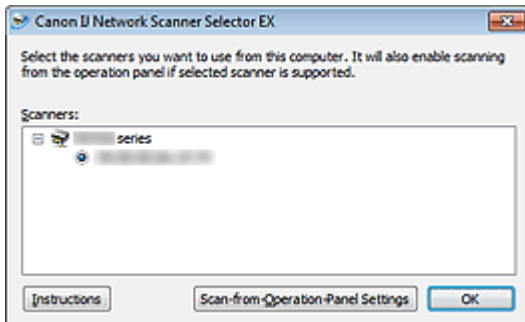 Canon IJ Network Scanner Selector EX
Select the scanners you want to use from this computer. It will also enable scanning
from the operation panel if selected scanner is supported.
Scanners:
series
Instructions
Scan-from-Operation-Panel Settings
OK